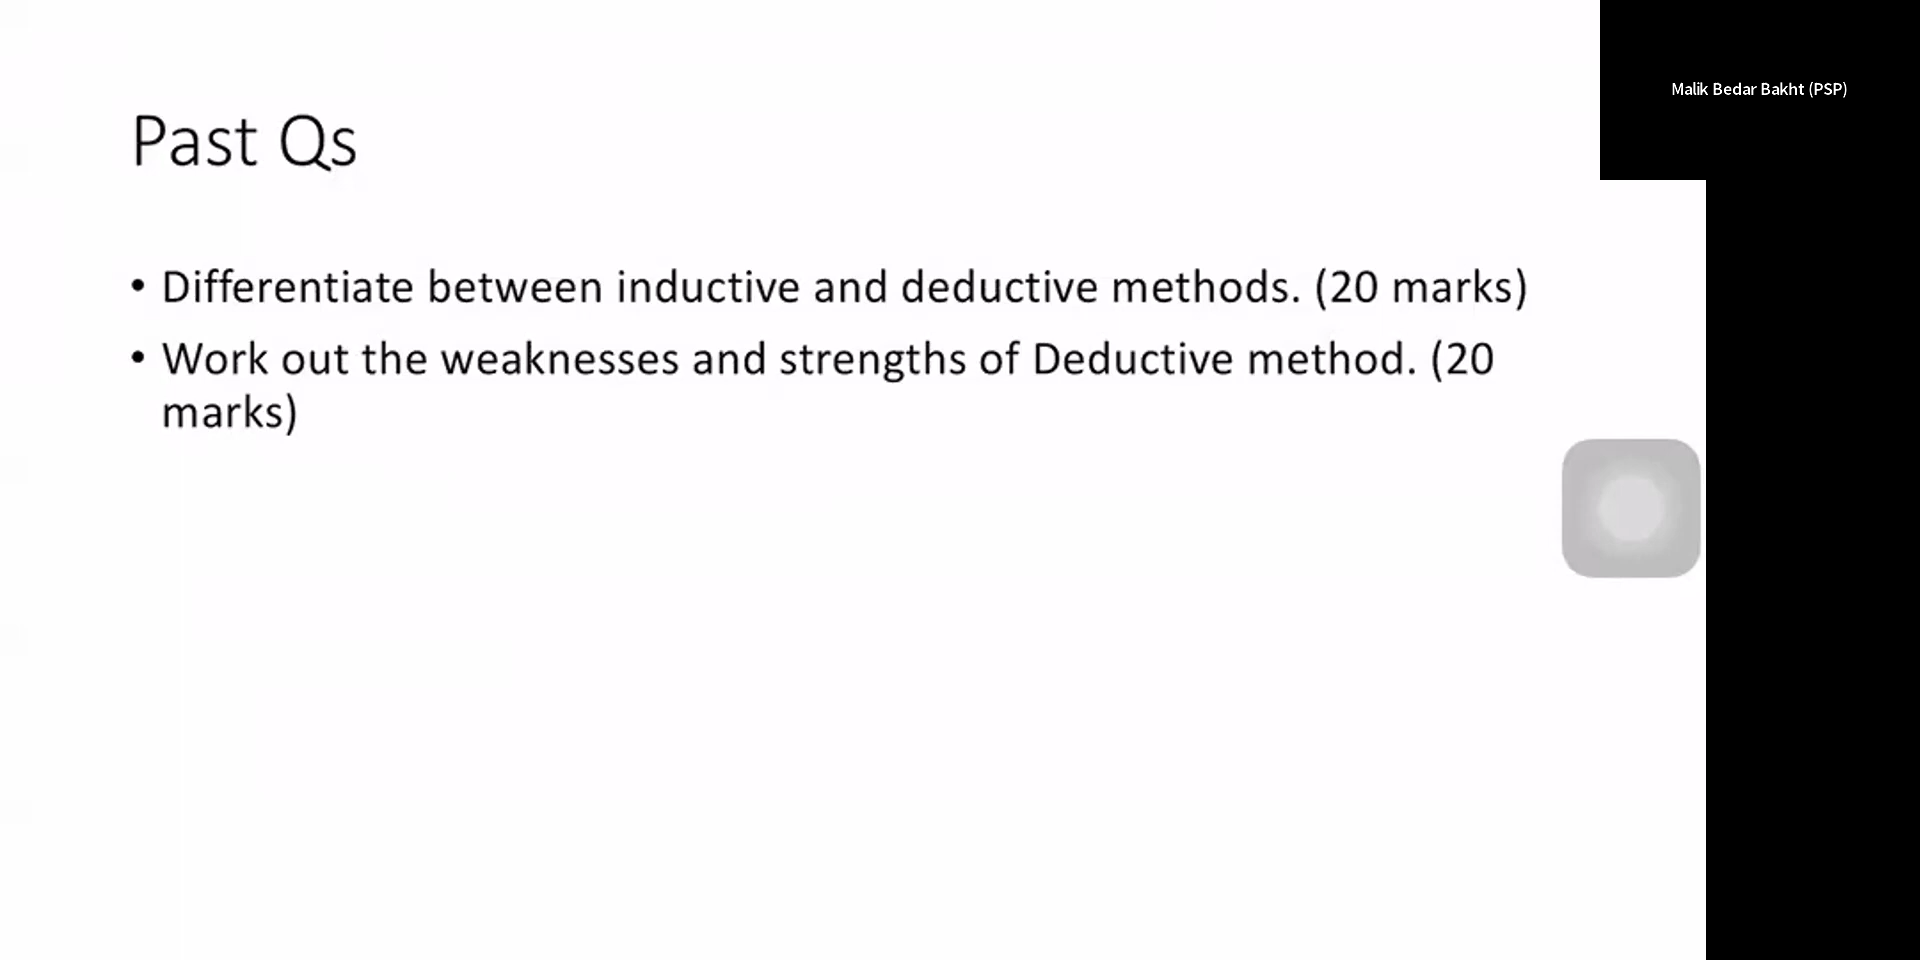 Malik Bedar Bakht (PSP)
Past Qs
• Differentiate between inductive and deductive methods. (20 marks)
• Work out the weaknesses and strengths of Deductive method. (20
marks)